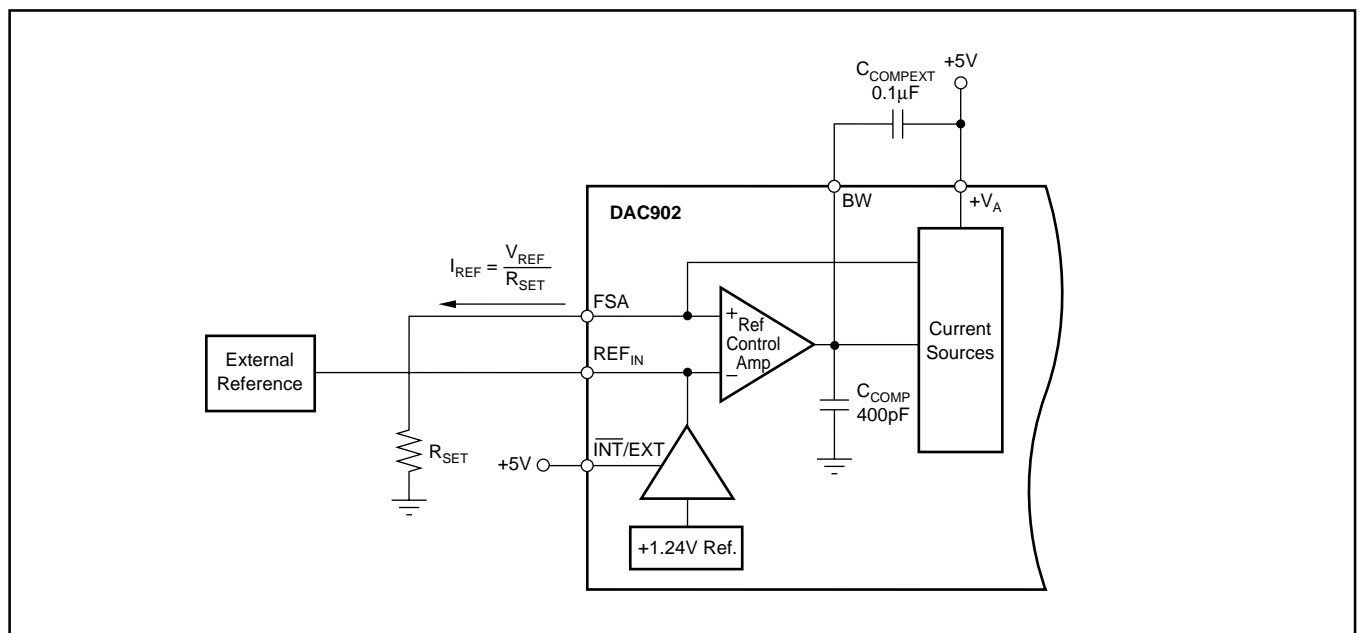 C_COMPEXT
0.1μF
+5V
BW
+V_A
DAC902
I_REF = V_REF / R_SET
FSA
+
Ref
Control
Amp
–
Current
Sources
External
Reference
REF_IN
C_COMP
400pF
R_SET
+5V
I̅N̅T̅/EXT
+1.24V Ref.